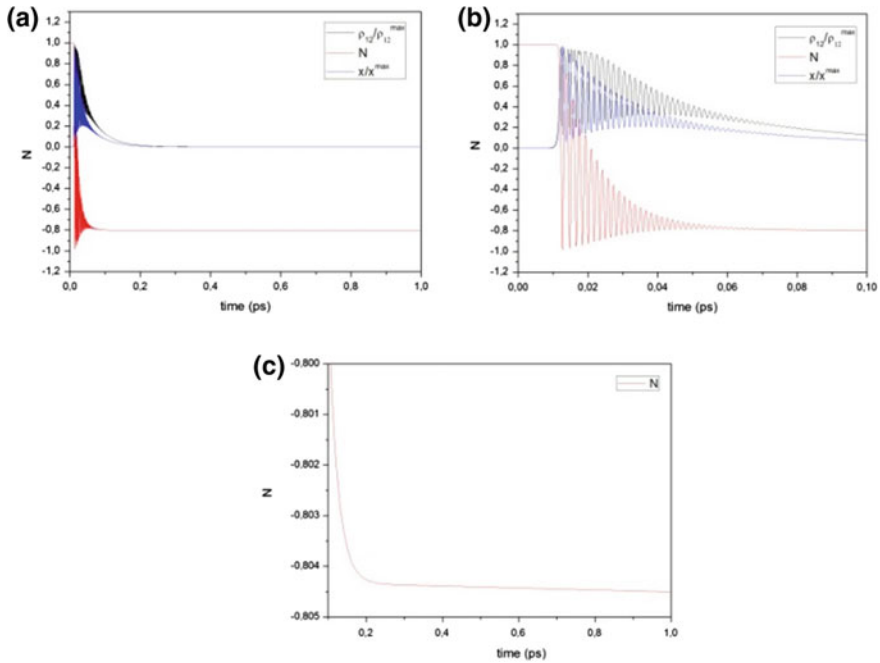 (a)
1,2
1,0
0,8
0,6
0,4
0,2
0,0
-0,2
-0,4
-0,6
-0,8
-1,0
-1,2
N
0,0 0,2 0,4 0,6 0,8 1,0
time (ps)
ρ₁₂/ρ₁₂ᵐᵃˣ
N
x/xᵐᵃˣ
(b)
1,2
1,0
0,8
0,6
0,4
0,2
0,0
-0,2
-0,4
-0,6
-0,8
-1,0
-1,2
N
0,00 0,02 0,04 0,06 0,08 0,10
time (ps)
ρ₁₂/ρ₁₂ᵐᵃˣ
N
x/xᵐᵃˣ
(c)
-0,800
-0,801
-0,802
-0,803
-0,804
-0,805
N
0,2 0,4 0,6 0,8 1,0
time (ps)
N